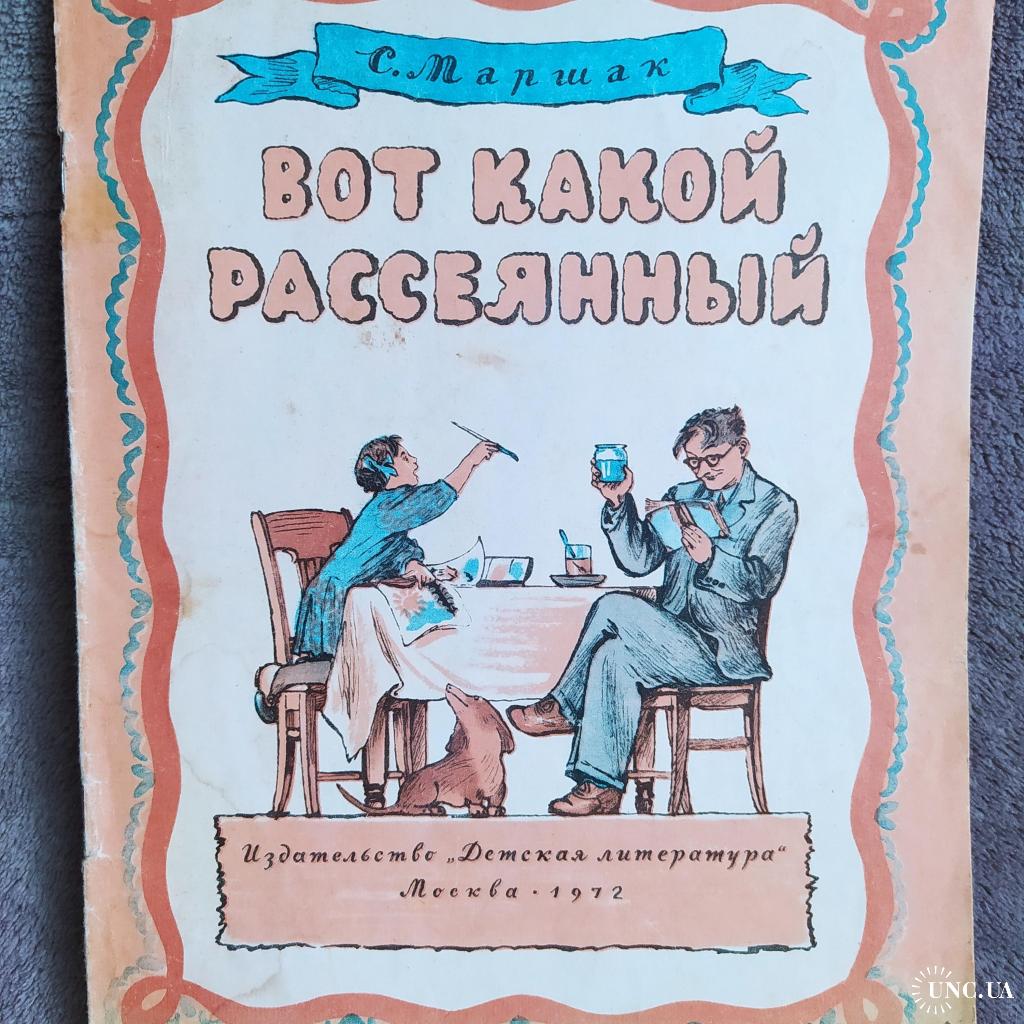 С. Маршак
ВОТ КАКОЙ
РАССЕЯННЫЙ
Издательство „Детская литература“
Москва · 1972
UNC.UA